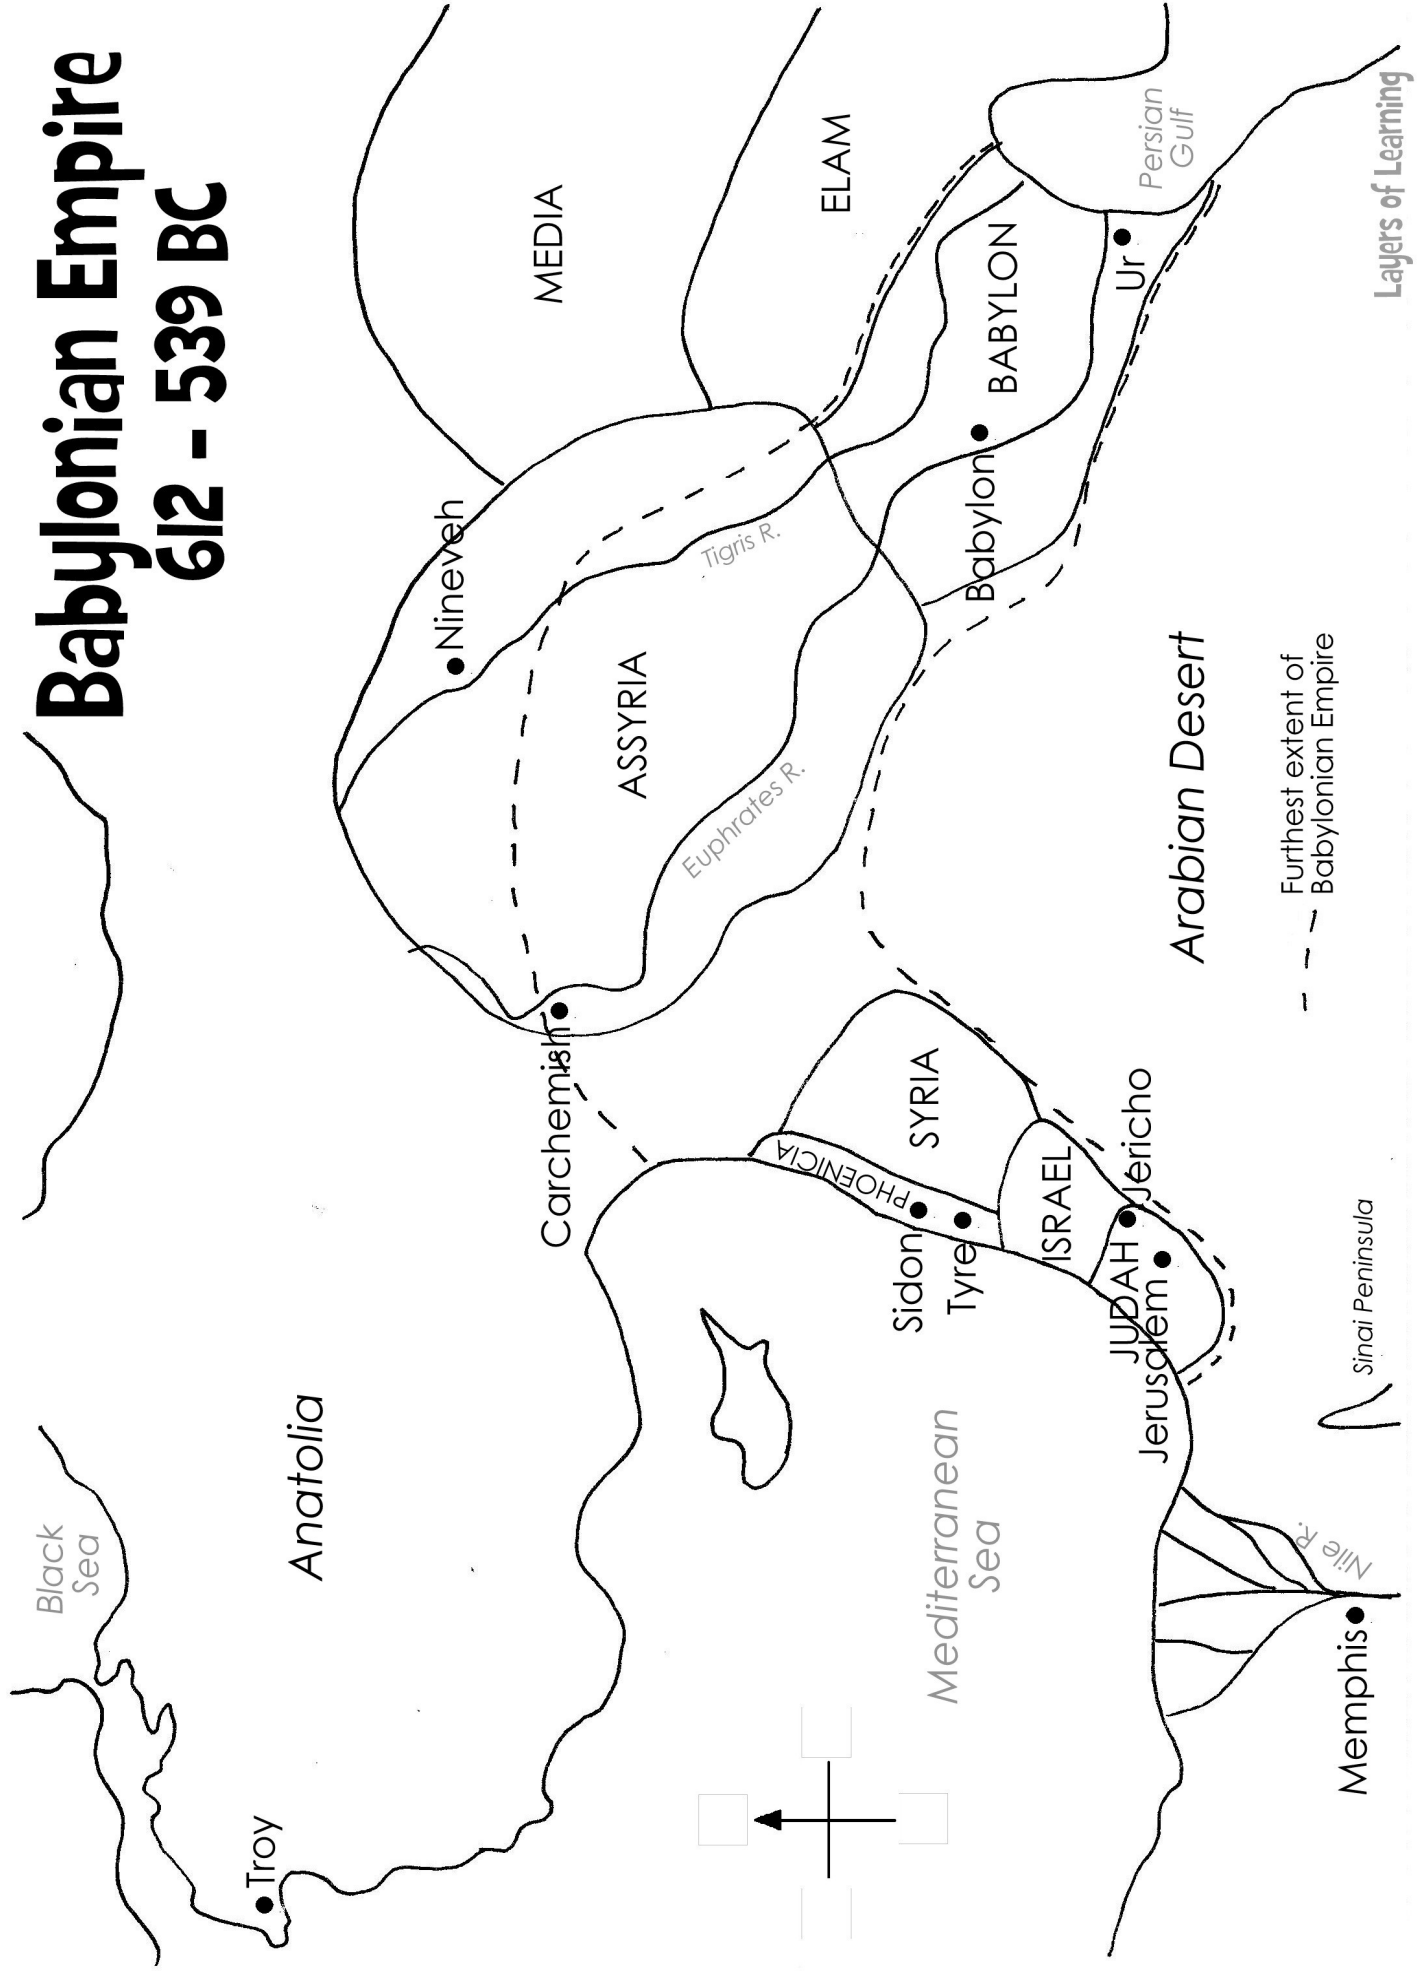 Babylonian Empire
612 - 539 BC
Black
Sea
Troy
Anatolia
Nineveh
MEDIA
Carchemish
ASSYRIA
Tigris R.
Euphrates R.
ELAM
PHOENICIA
SYRIA
Sidon
Tyre
Mediterranean
Sea
Babylon
BABYLON
ISRAEL
JUDAH
Jericho
Jerusalem
Ur
Persian
Gulf
Arabian Desert
Furthest extent of
Babylonian Empire
Nile R.
Memphis
Sinai Peninsula
Layers of Learning